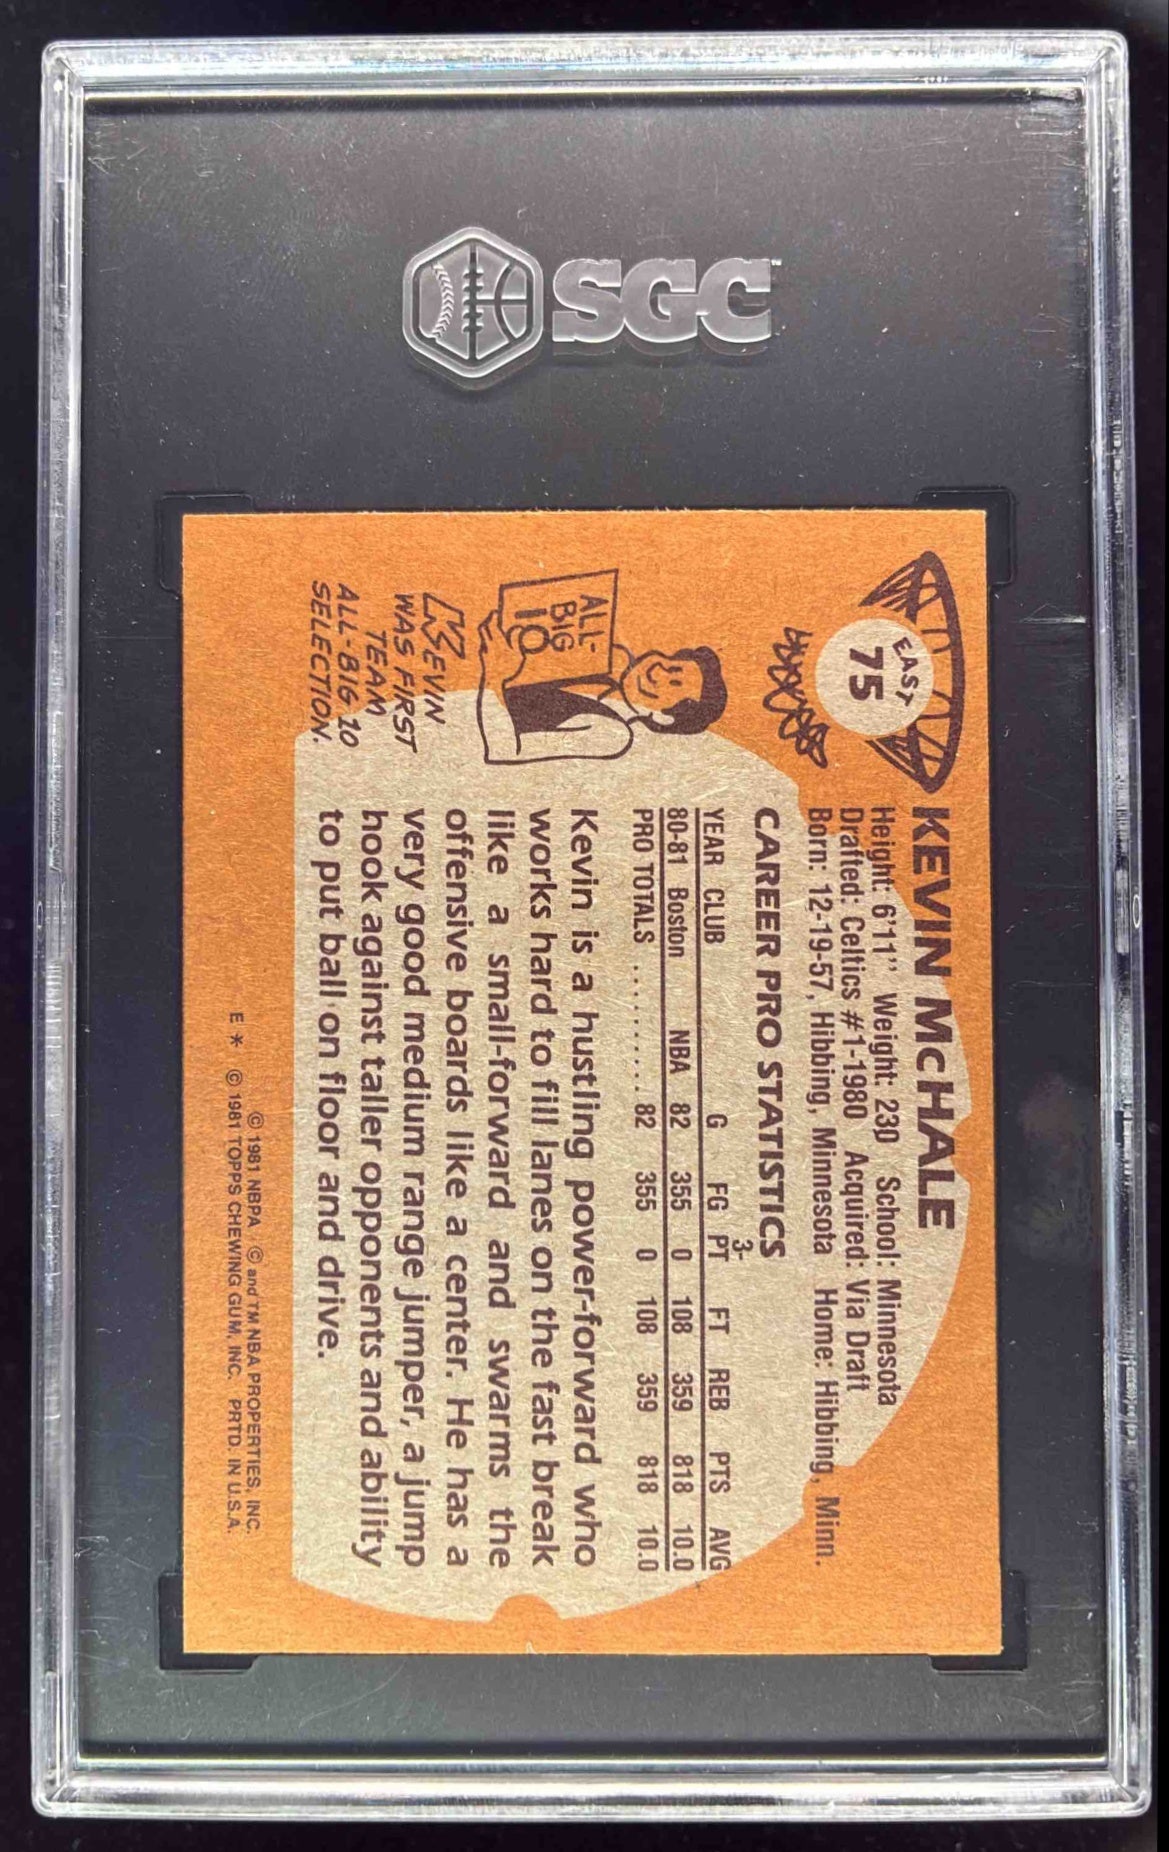 SGC™
EAST
75
KEVIN McHALE
Height: 6'11" Weight: 230 School: Minnesota
Drafted: Celtics #1-1980 Acquired: Via Draft
Born: 12-19-57, Hibbing, Minnesota Home: Hibbing, Minn.
CAREER PRO STATISTICS
YEAR CLUB G FG 3-PT FT REB PTS AVG
80-81 Boston NBA 82 355 0 108 359 818 10.0
PRO TOTALS .......... 82 355 0 108 359 818 10.0
ALL-
BIG
10
KEVIN
WAS FIRST
TEAM
ALL-BIG 10
SELECTION.
Kevin is a hustling power-forward who
works hard to fill lanes on the fast break
like a small-forward and swarms the
offensive boards like a center. He has a
very good medium range jumper, a jump
hook against taller opponents and ability
to put ball on floor and drive.
© 1981 NBPA © and TM NBA PROPERTIES, INC.
E * © 1981 TOPPS CHEWING GUM, INC. PRTD. IN U.S.A.